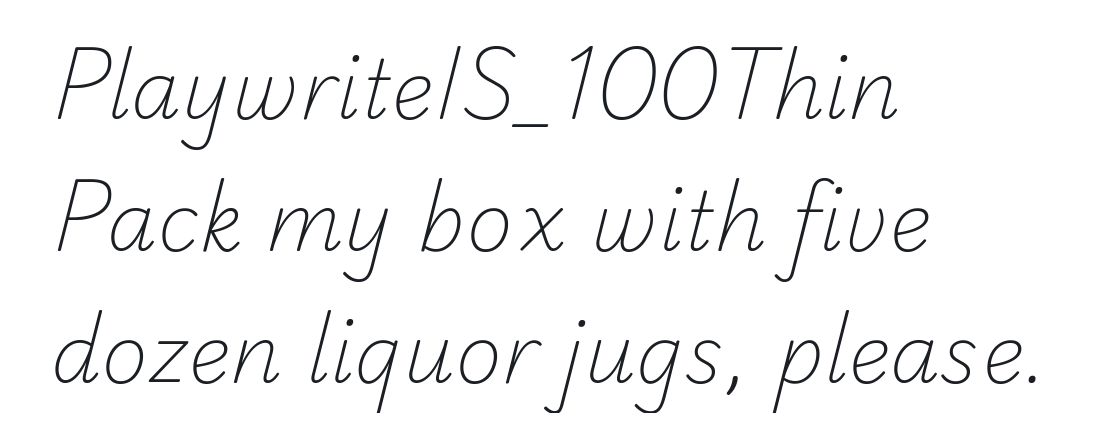 PlaywriteIS_100Thin
Pack my box with five
dozen liquor jugs, please.